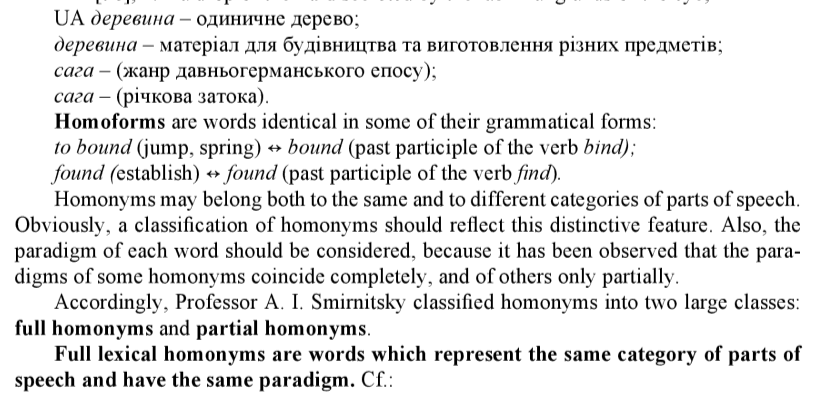 UA деревина – одиничне дерево;
деревина – матеріал для будівництва та виготовлення різних предметів;
сага – (жанр давньогерманського епосу);
сага – (річкова затока).
Homoforms are words identical in some of their grammatical forms:
to bound (jump, spring) ↔ bound (past participle of the verb bind);
found (establish) ↔ found (past participle of the verb find).
Homonyms may belong both to the same and to different categories of parts of speech.
Obviously, a classification of homonyms should reflect this distinctive feature. Also, the
paradigm of each word should be considered, because it has been observed that the para-
digms of some homonyms coincide completely, and of others only partially.
Accordingly, Professor A. I. Smirnitsky classified homonyms into two large classes:
full homonyms and partial homonyms.
Full lexical homonyms are words which represent the same category of parts of
speech and have the same paradigm. Cf.: